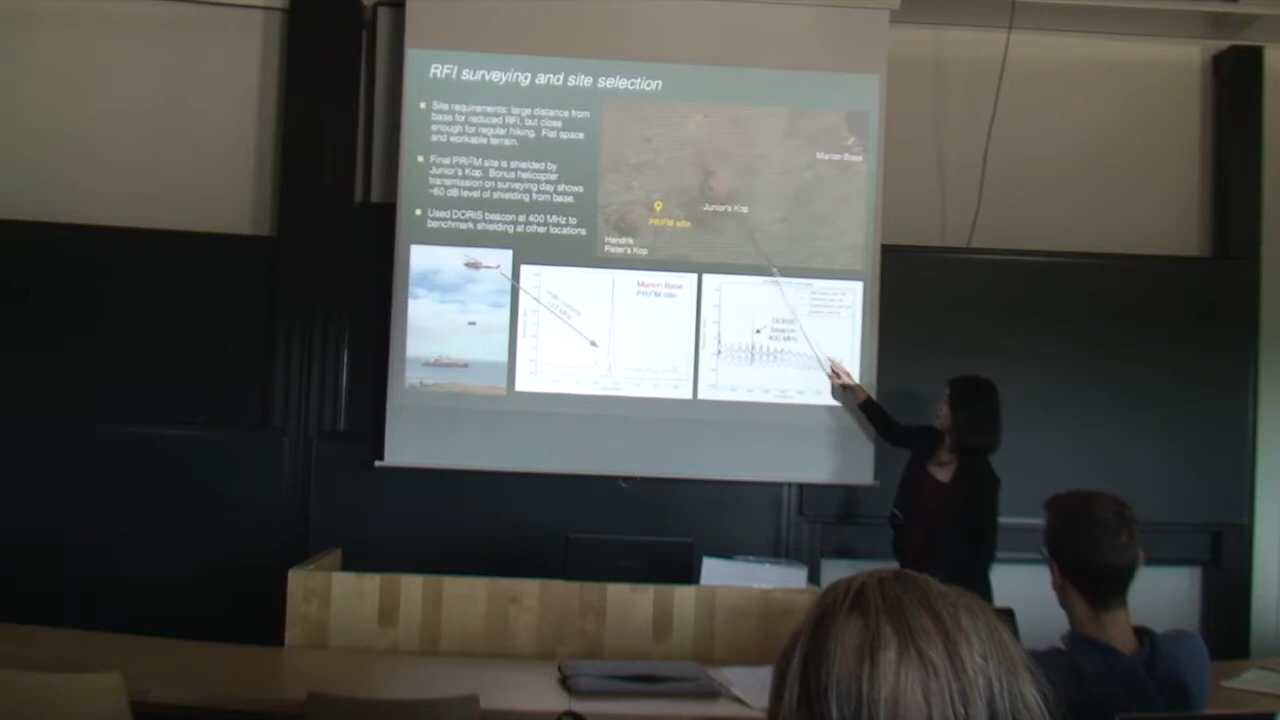 RFI surveying and site selection
Site requirements: large distance from
base for reduced RFI, but close
enough for regular hiking. Flat space
and workable terrain.
Final PRIZM site is shielded by
Junior's Kop. Bonus helicopter
transmission on surveying day shows
~60 dB level of shielding from base.
Used DORIS beacon at 400 MHz to
benchmark shielding at other locations
Marion Base
Junior's Kop
PRIZM site
Hendrik
Fister's Kop
Marion Base
PRIZM site
DORIS
beacon
400 MHz